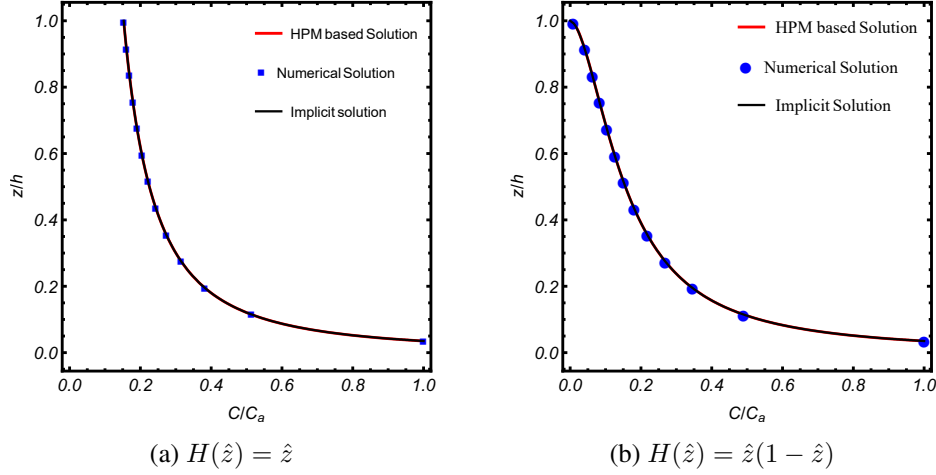 1.0
0.8
0.6
0.4
0.2
0.0
z/h
HPM based Solution
Numerical Solution
Implicit solution
0.0 0.2 0.4 0.6 0.8 1.0
C/Cₐ
(a) H(ẑ) = ẑ
1.0
0.8
0.6
0.4
0.2
0.0
z/h
HPM based Solution
Numerical Solution
Implicit Solution
0.0 0.2 0.4 0.6 0.8 1.0
C/Cₐ
(b) H(ẑ) = ẑ(1 − ẑ)